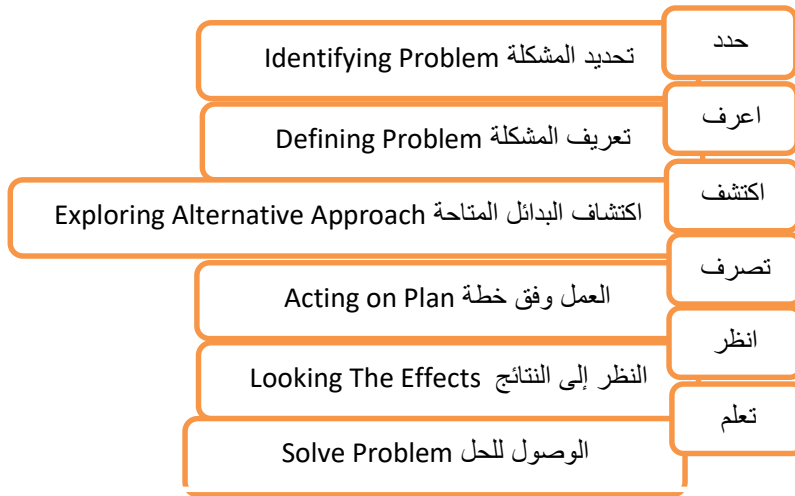 حدد
تحديد المشكلة Identifying Problem
اعرف
تعريف المشكلة Defining Problem
اكتشف
اكتشاف البدائل المتاحة Exploring Alternative Approach
تصرف
العمل وفق خطة Acting on Plan
انظر
النظر إلى النتائج Looking The Effects
تعلم
الوصول للحل Solve Problem